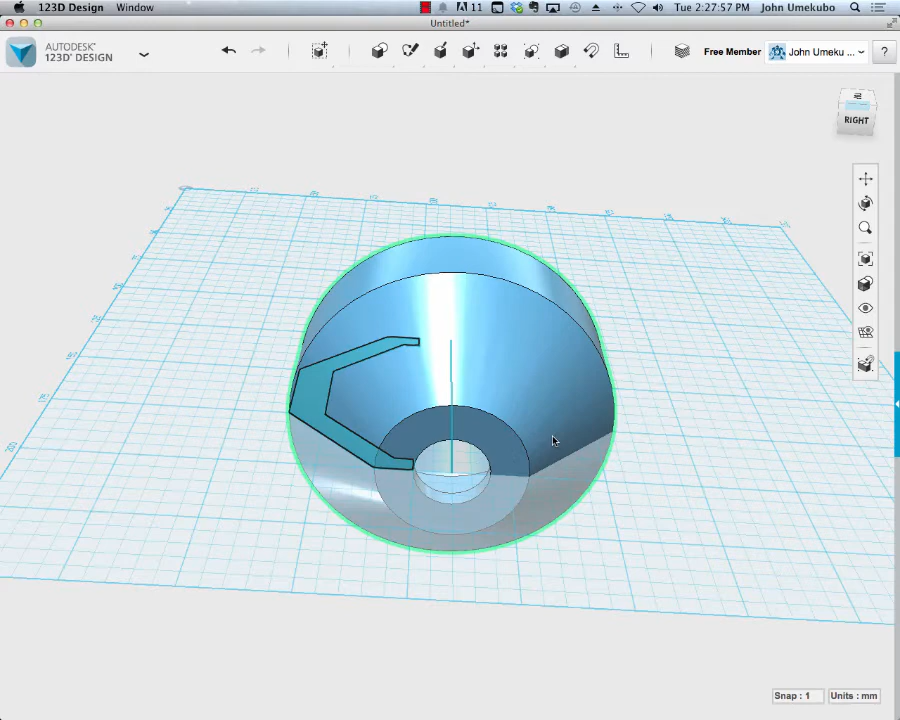 123D Design Window
11
Tue 2:27:57 PM John Umekubo
Untitled*
AUTODESK®
123D® DESIGN
Free Member
John Umeku ...
?
RIGHT
Snap : 1
Units : mm